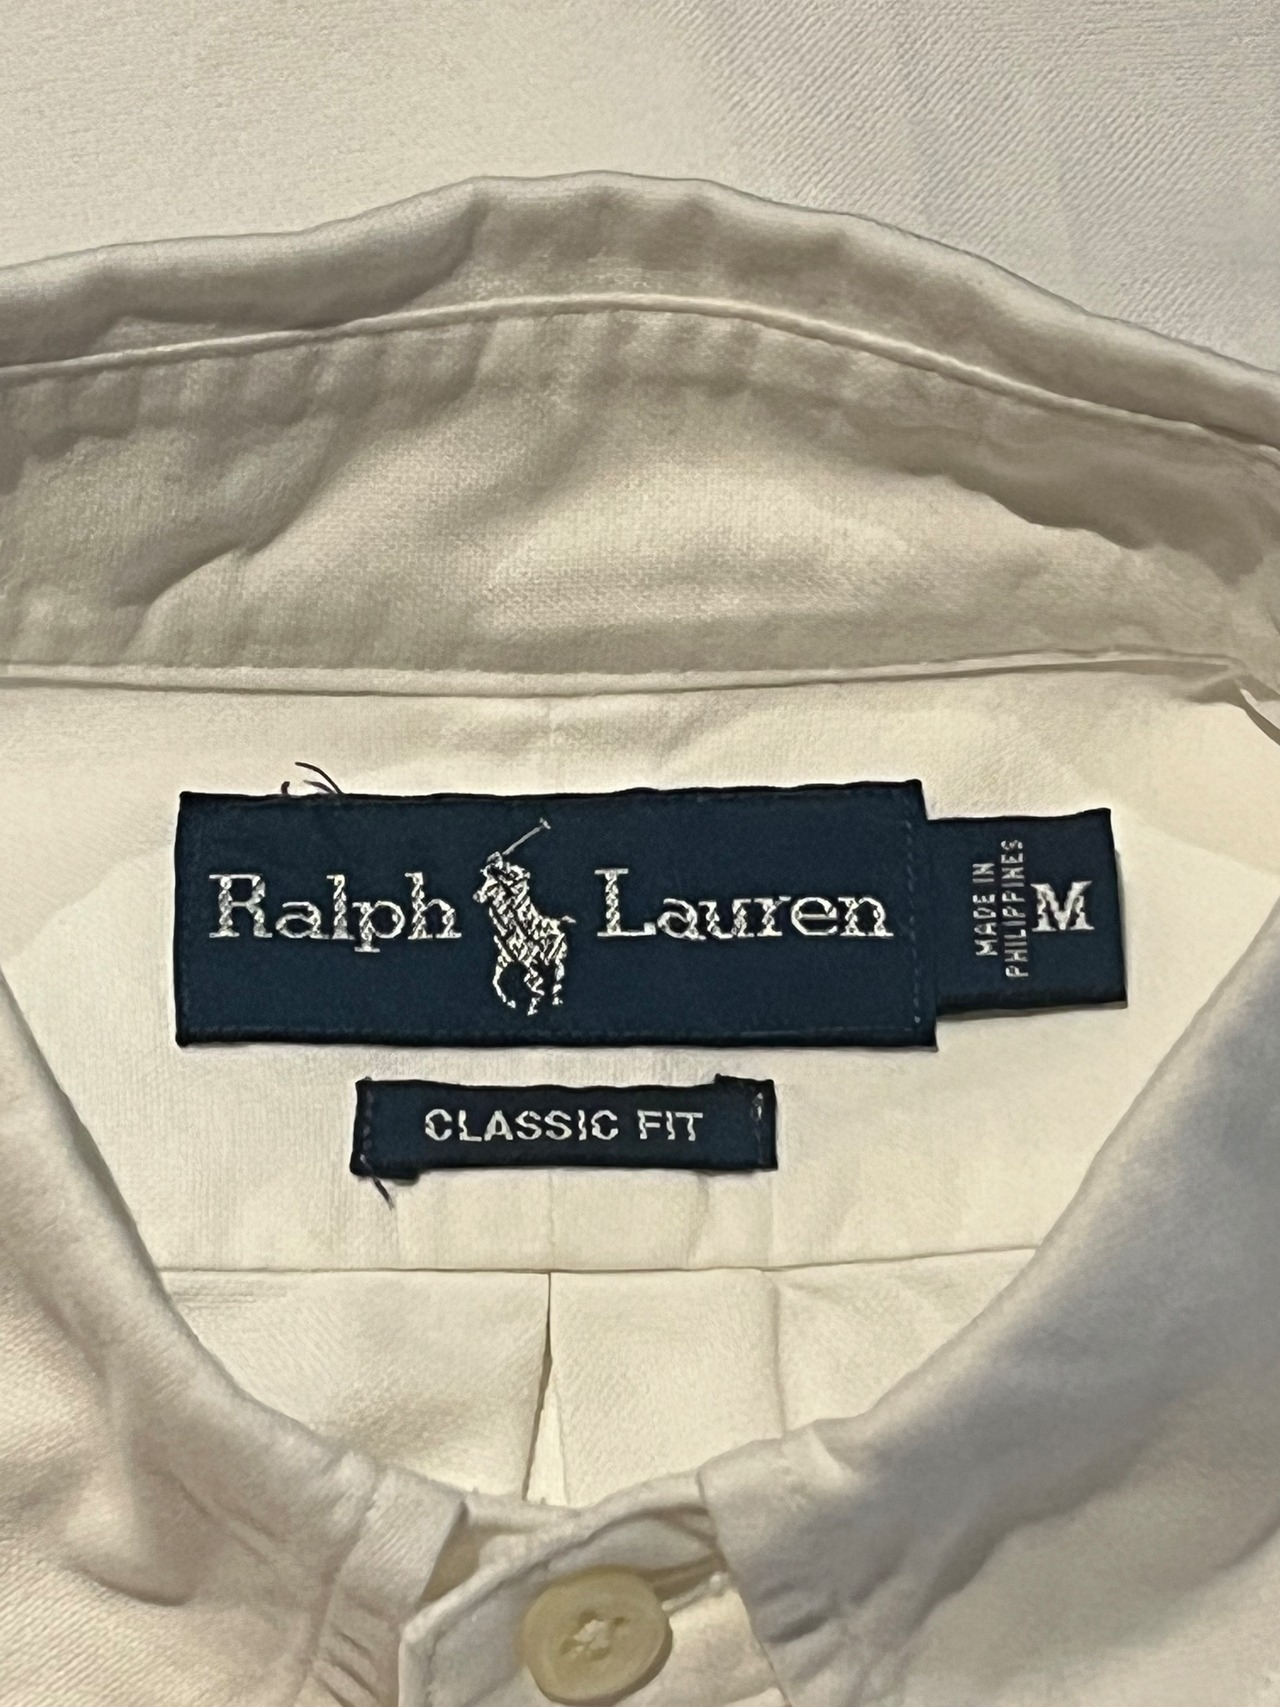 Ralph Lauren
MADE IN
PHILIPPINES
M
CLASSIC FIT